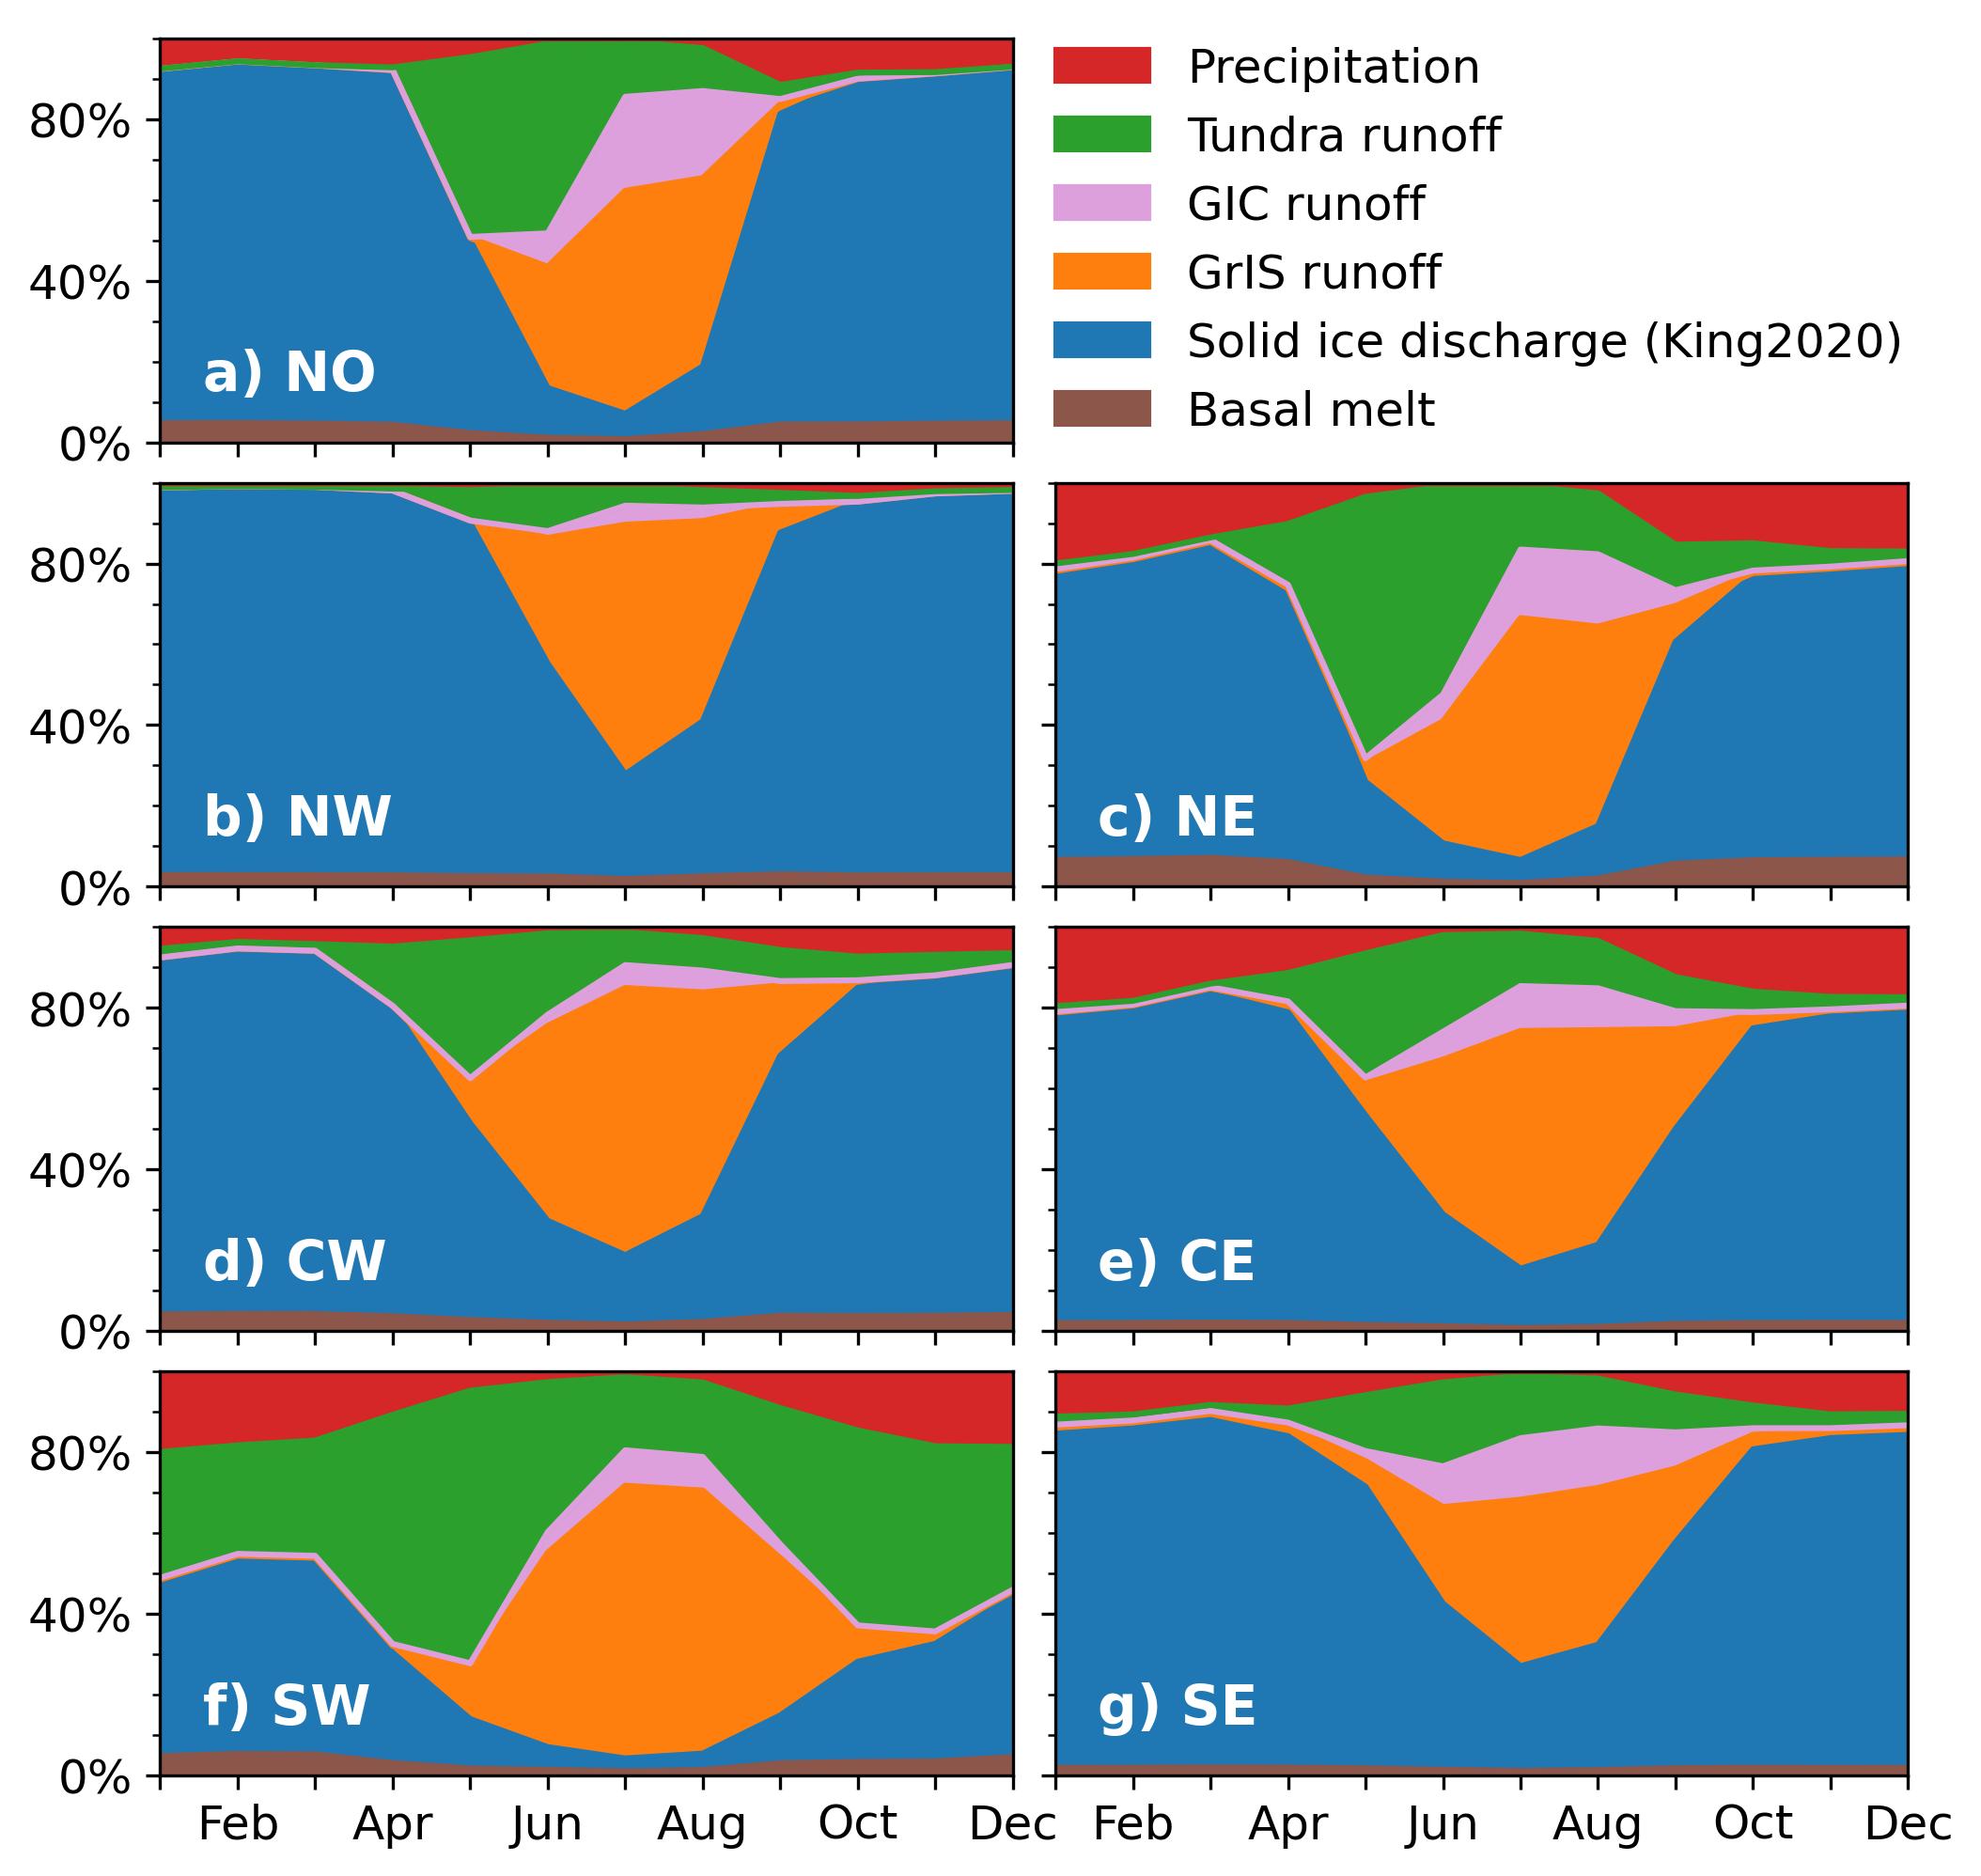 Precipitation
Tundra runoff
GIC runoff
GrIS runoff
Solid ice discharge (King2020)
Basal melt
80%
40%
0%
a) NO
80%
40%
0%
b) NW
c) NE
80%
40%
0%
d) CW
e) CE
80%
40%
0%
f) SW
g) SE
Feb Apr Jun Aug Oct Dec Feb Apr Jun Aug Oct Dec